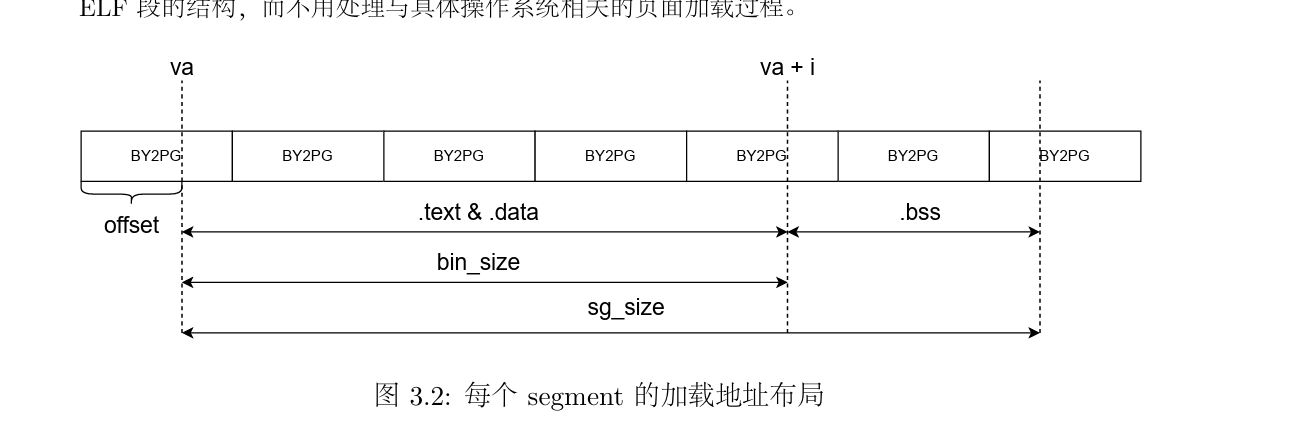 ELF 段的结构，而不用处理与具体操作系统相关的页面加载过程。
va va + i
BY2PG BY2PG BY2PG BY2PG BY2PG BY2PG BY2PG
offset .text & .data .bss
bin_size
sg_size
图 3.2: 每个 segment 的加载地址布局